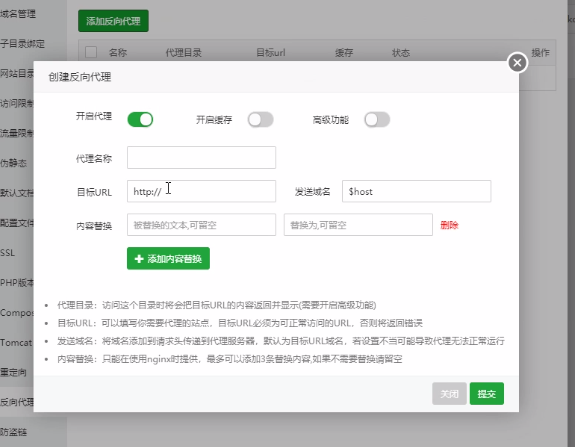 域名管理
添加反向代理
子目录绑定
名称 代理目录 目标url 缓存 状态 操作
网站目录
创建反向代理
访问限制
开启代理 开启缓存 高级功能
流量限制
代理名称
伪静态
目标URL http:// 发送域名 $host
默认文档
配置文件
内容替换 被替换的文本,可留空 替换为,可留空 删除
SSL
添加内容替换
PHP版本
代理目录：访问这个目录时将会把目标URL的内容返回并显示(需要开启高级功能)
Compos
目标URL：可以填写你需要代理的站点，目标URL必须为可正常访问的URL，否则将返回错误
Tomcat
发送域名：将域名添加到请求头传递到代理服务器，默认为目标URL域名，若设置不当可能导致代理无法正常运行
内容替换：只能在使用nginx时提供，最多可以添加3条替换内容,如果不需要替换请留空
重定向
关闭 提交
反向代理
防盗链